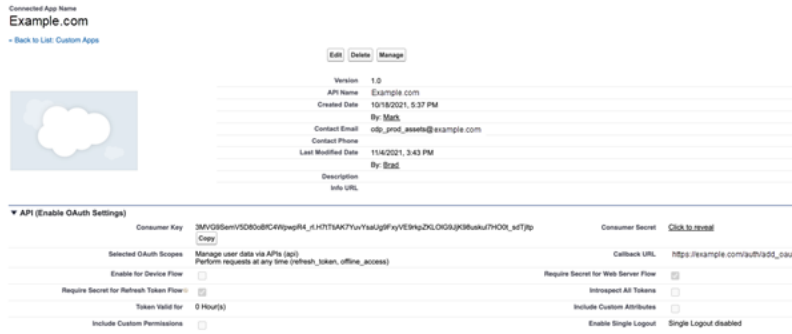 Connected App Name
Example.com
« Back to List: Custom Apps
Edit Delete Manage
Version 1.0
API Name Example.com
Created Date 10/18/2021, 5:37 PM
By: Mark
Contact Email cdp_prod_assets@example.com
Contact Phone
Last Modified Date 11/4/2021, 3:43 PM
By: Brad
Description
Info URL
▼ API (Enable OAuth Settings)
Consumer Key Consumer Secret Click to reveal
Copy
Selected OAuth Scopes Manage user data via APIs (api) Callback URL https://example.com/auth/add_oau
Perform requests at any time (refresh_token, offline_access)
Enable for Device Flow Require Secret for Web Server Flow
Require Secret for Refresh Token Flow Introspect All Tokens
Token Valid for 0 Hour(s) Include Custom Attributes
Include Custom Permissions Enable Single Logout Single Logout disabled